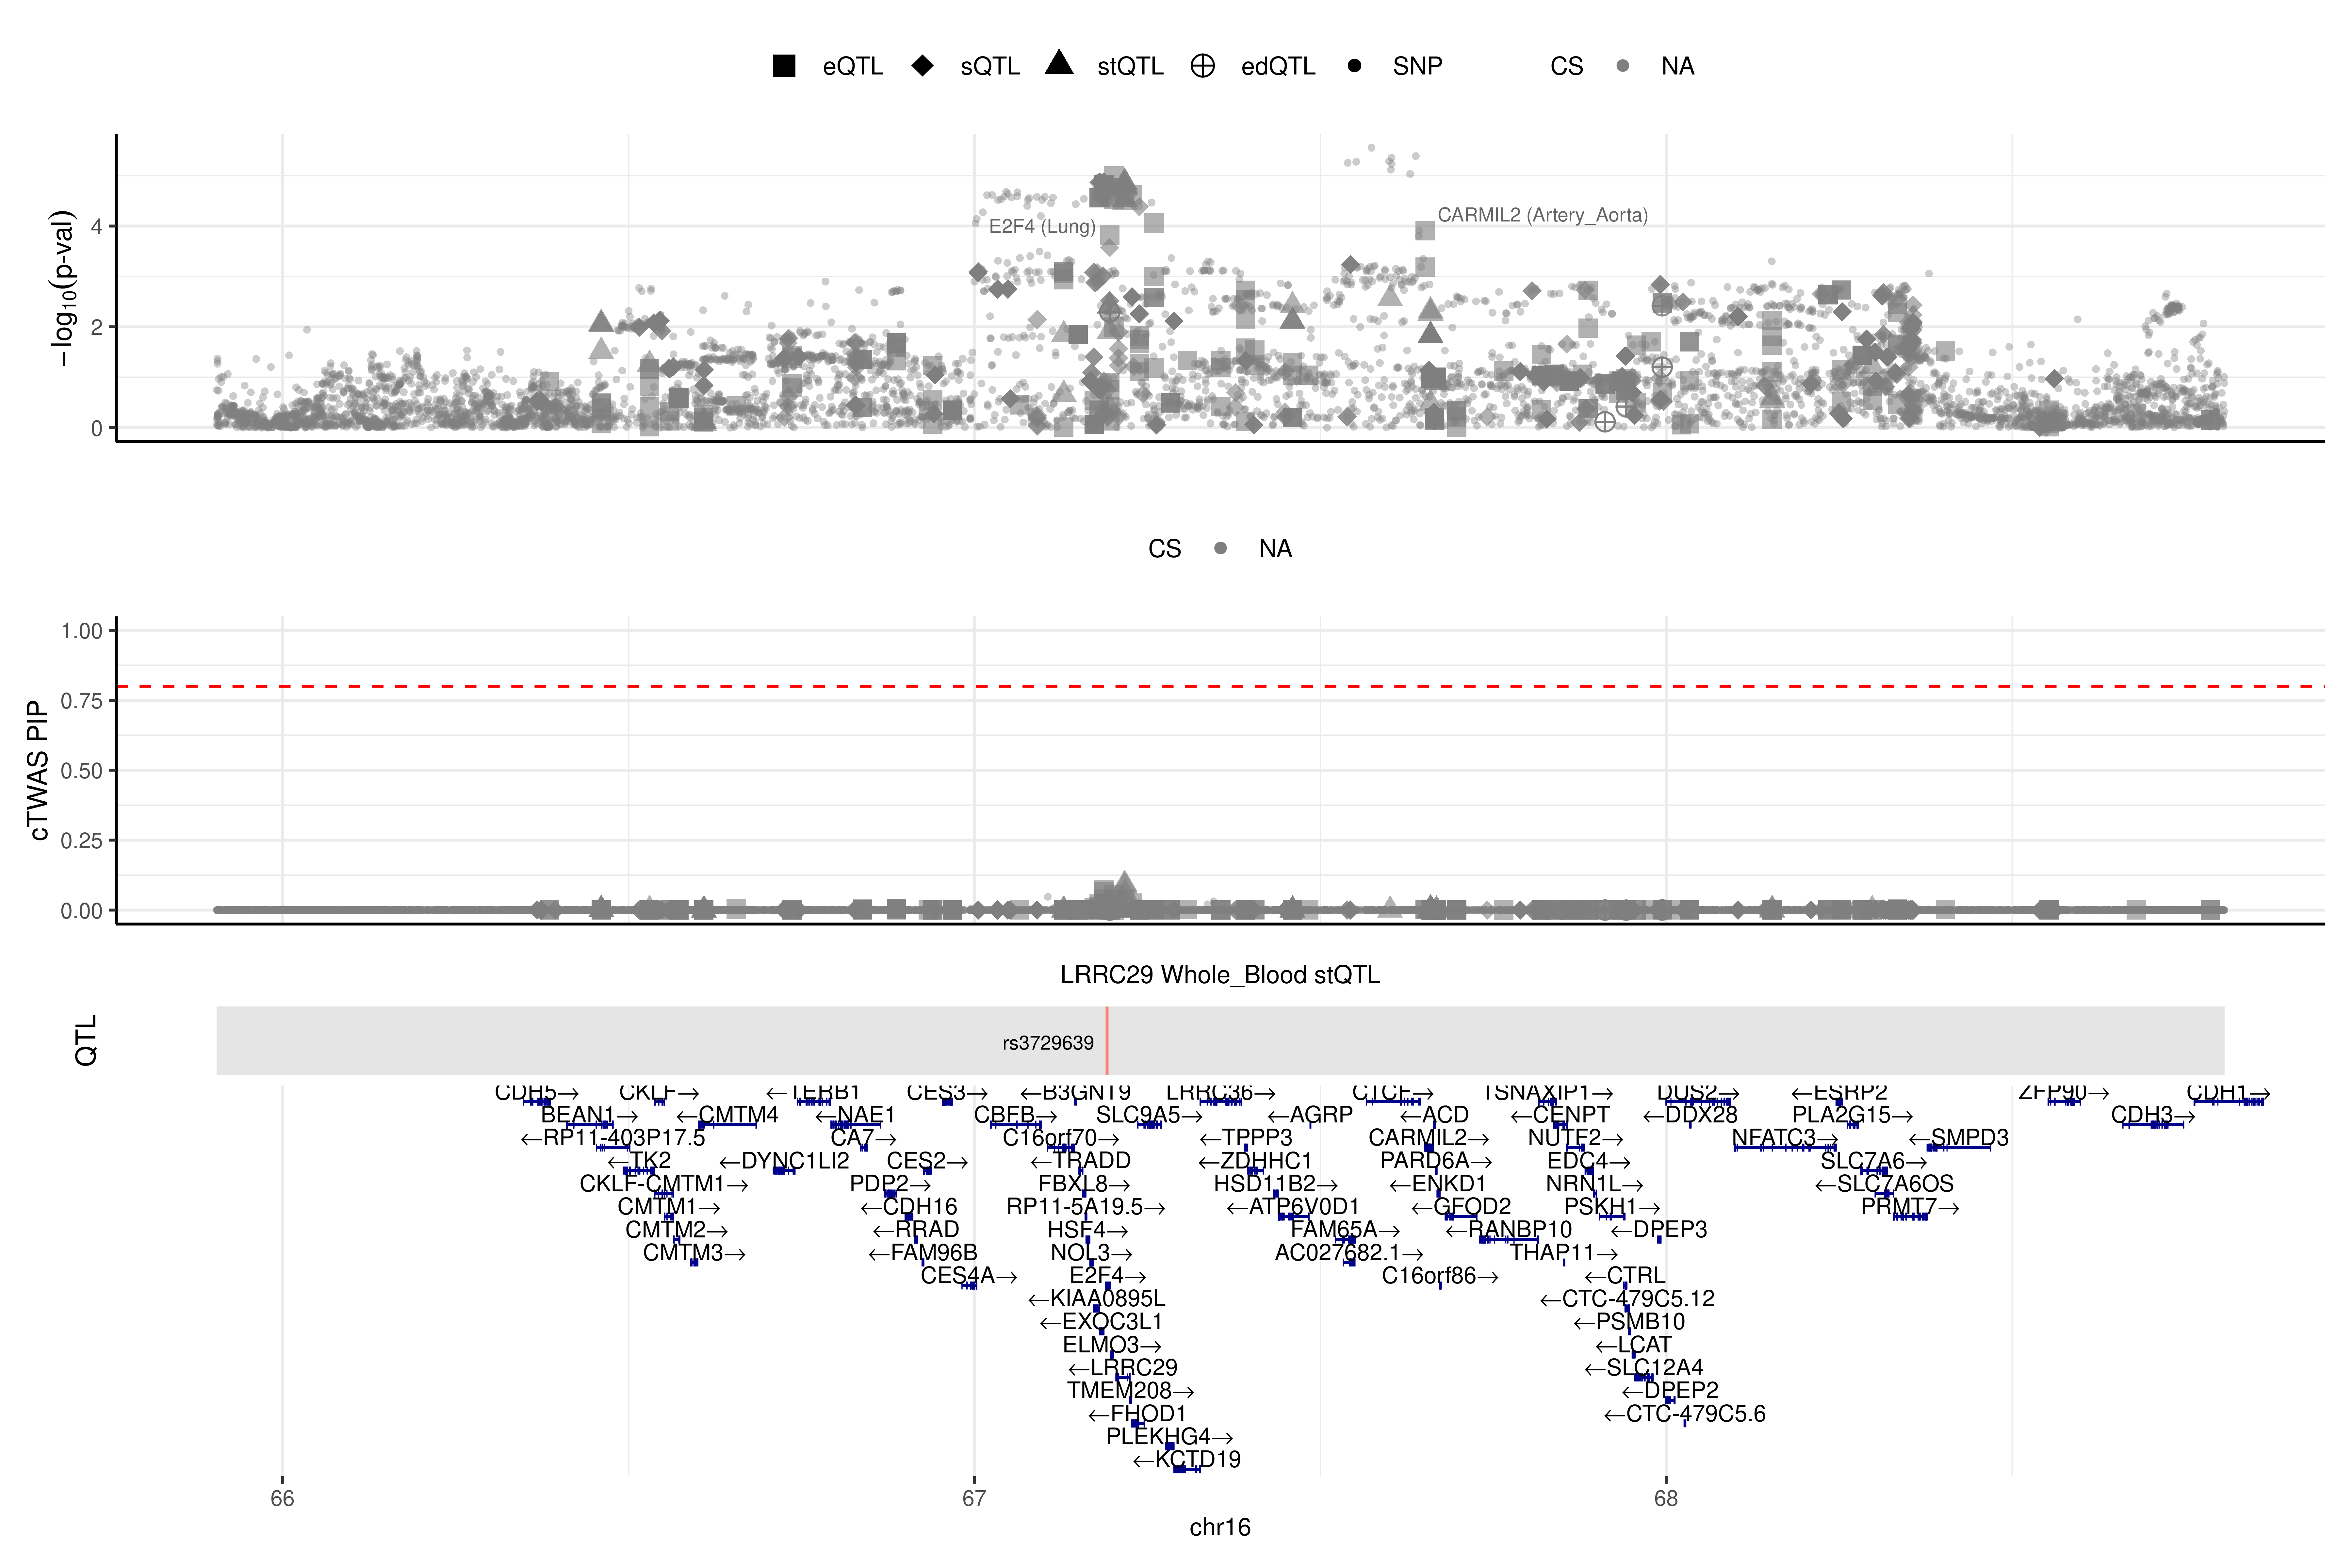 eQTL sQTL stQTL edQTL SNP CS NA
−log10(p-val)
4
2
0
E2F4 (Lung)
CARMIL2 (Artery_Aorta)
CS NA
cTWAS PIP
1.00
0.75
0.50
0.25
0.00
LRRC29 Whole_Blood stQTL
QTL
rs3729639
CDH5→ CKLF→ ←TERB1 CES3→ ←B3GNT9 LRRC36→ CTCF→ TSNAXIP1→ DUS2→ ←ESRP2 ZFP90→ CDH1→
BEAN1→ ←CMTM4 ←NAE1 CBFB→ SLC9A5→ ←AGRP ←ACD ←CENPT ←DDX28 PLA2G15→ CDH3→
←RP11-403P17.5 CA7→ C16orf70→ ←TPPP3 CARMIL2→ NUTF2→ NFATC3→ ←SMPD3
←TK2 ←DYNC1LI2 CES2→ ←TRADD ←ZDHHC1 PARD6A→ EDC4→ SLC7A6→
CKLF-CMTM1→ PDP2→ FBXL8→ HSD11B2→ ←ENKD1 NRN1L→ ←SLC7A6OS
CMTM1→ ←CDH16 RP11-5A19.5→ ←ATP6V0D1 ←GFOD2 PSKH1→ PRMT7→
CMTM2→ ←RRAD HSF4→ FAM65A→ ←RANBP10 ←DPEP3
CMTM3→ ←FAM96B NOL3→ AC027682.1→ THAP11→
CES4A→ E2F4→ C16orf86→ ←CTRL
←KIAA0895L ←CTC-479C5.12
←EXOC3L1 ←PSMB10
ELMO3→ ←LCAT
←LRRC29 ←SLC12A4
TMEM208→ ←DPEP2
←FHOD1 ←CTC-479C5.6
PLEKHG4→
←KCTD19
66 67 68
chr16